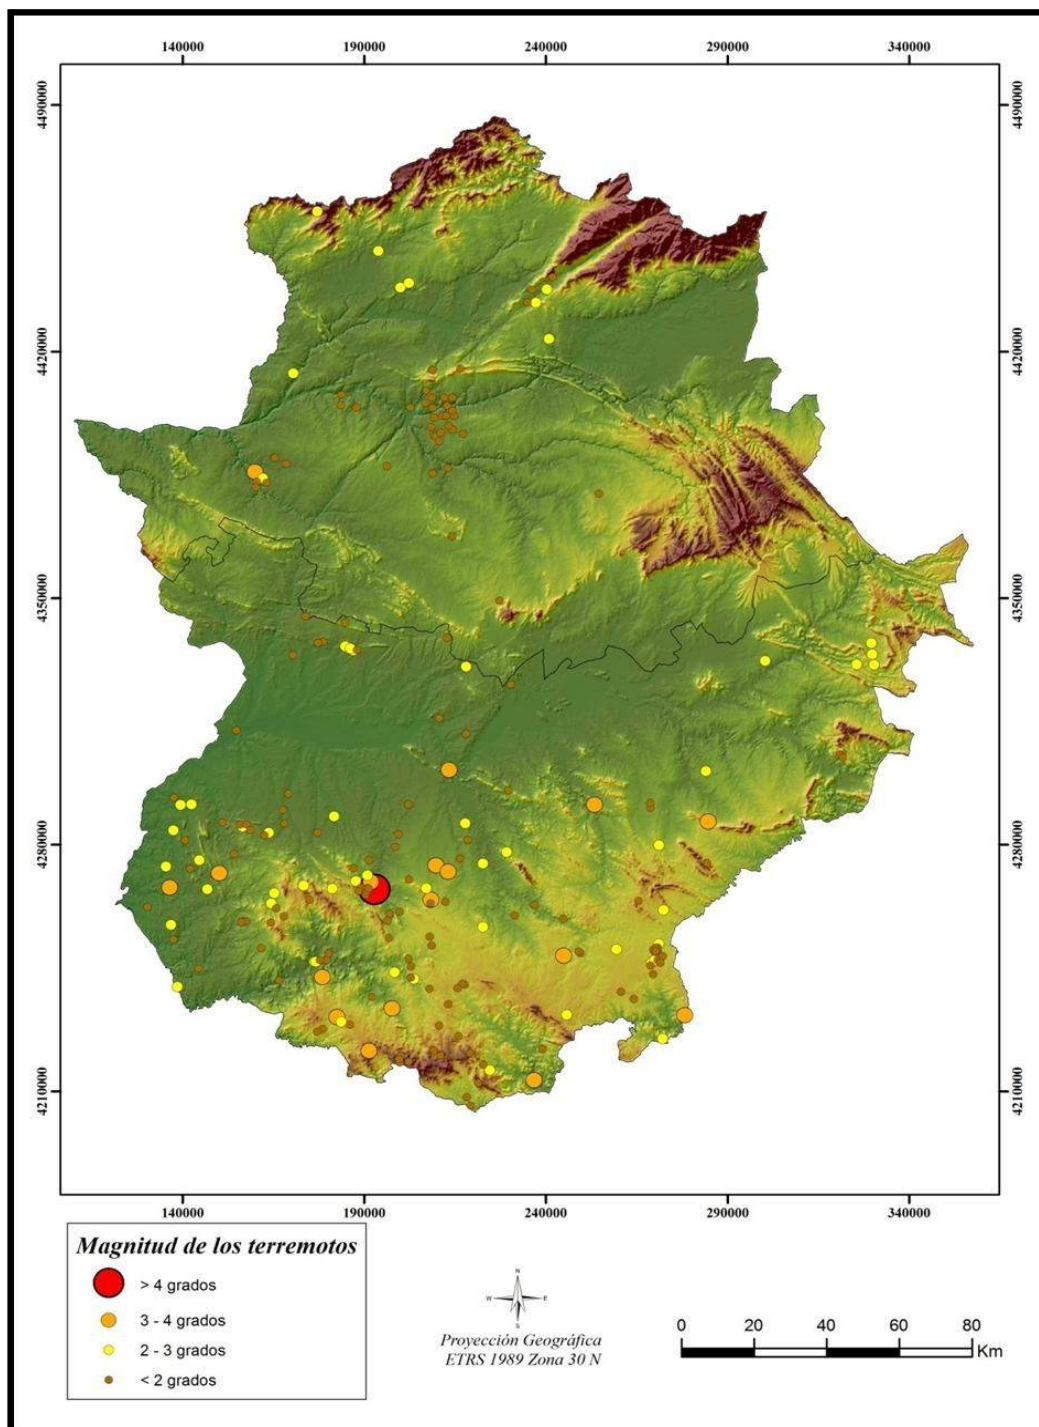 140000 190000 240000 290000 340000
4490000 4490000
4420000 4420000
4350000 4350000
4280000 4280000
4210000 4210000
140000 190000 240000 290000 340000
Magnitud de los terremotos
> 4 grados
3 - 4 grados
2 - 3 grados
< 2 grados
N
W E
S
Proyección Geográfica
ETRS 1989 Zona 30 N
0 20 40 60 80
Km